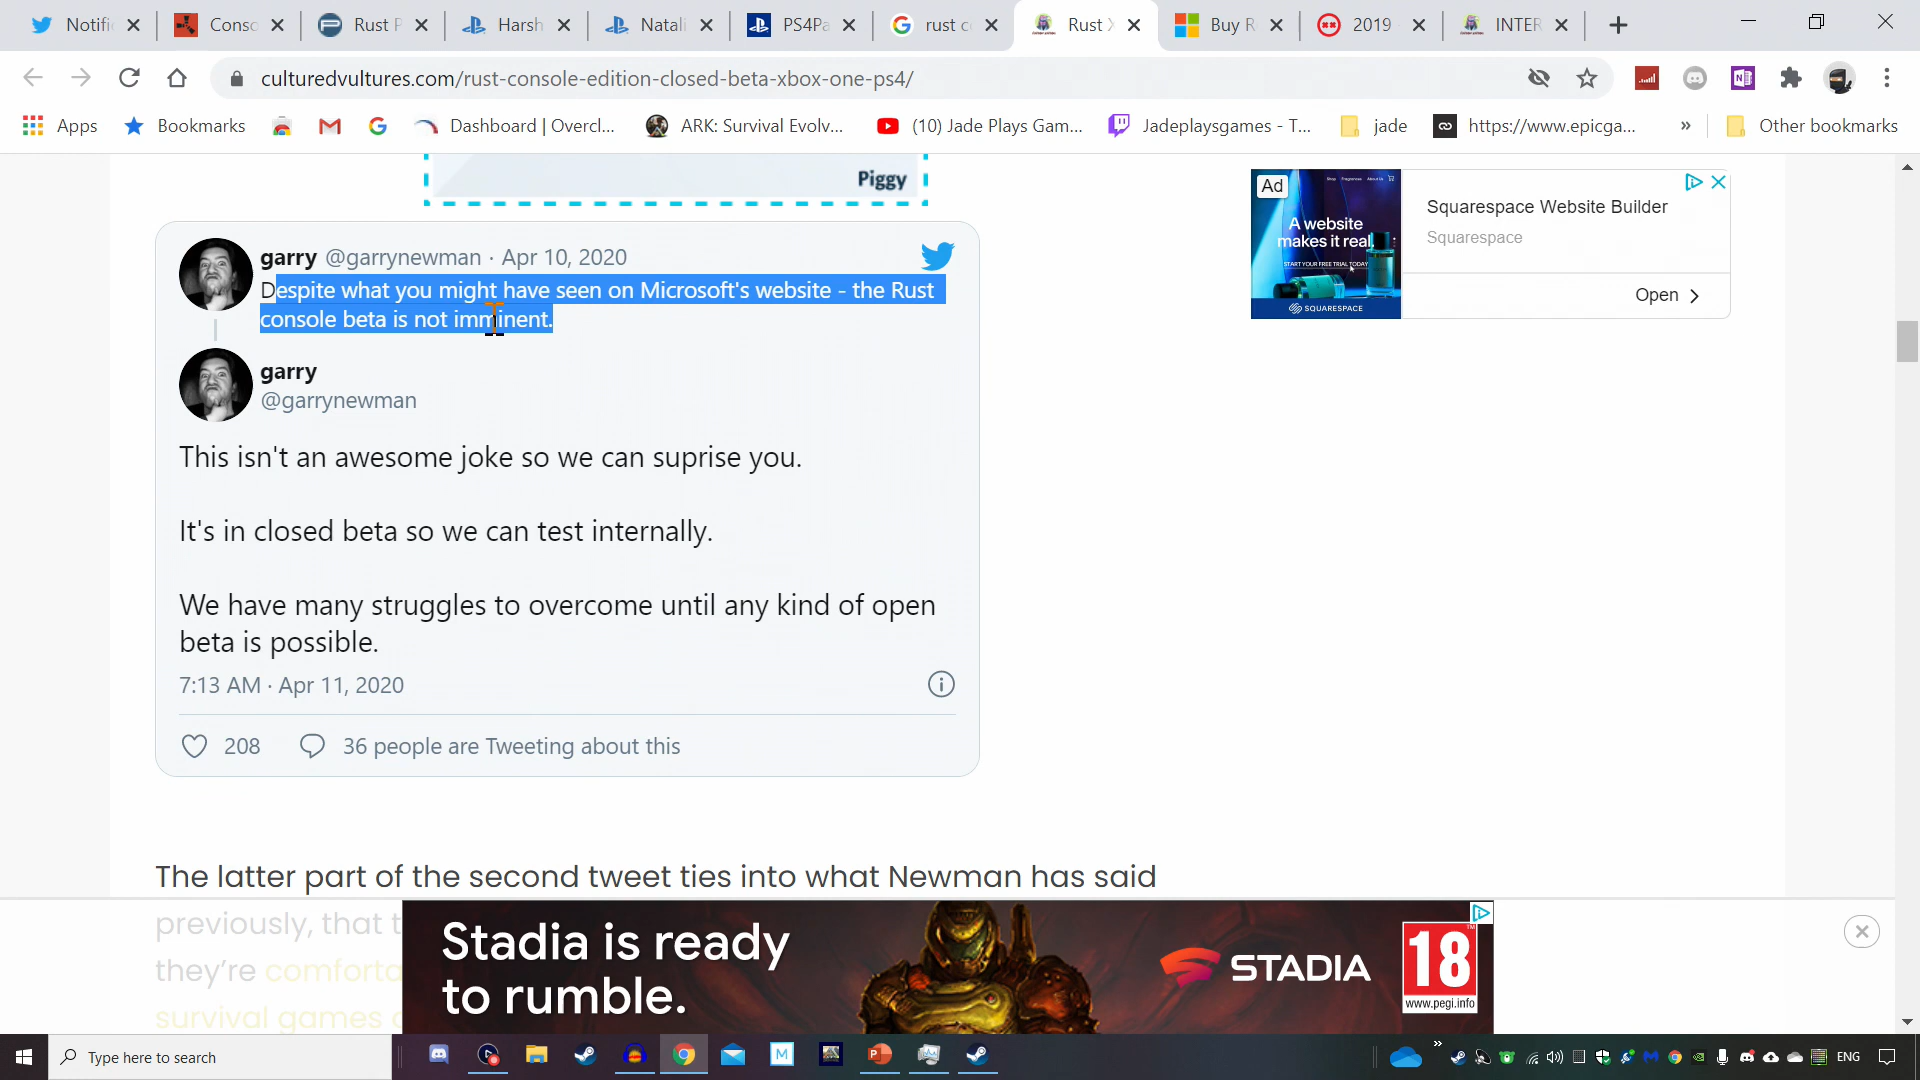 Notific
Conso
Rust P
Harsh
Natali
PS4Pa
rust co
Rust X
Buy R
2019
INTER
culturedvultures.com/rust-console-edition-closed-beta-xbox-one-ps4/
Apps
Bookmarks
Dashboard | Overcl...
ARK: Survival Evolv...
(10) Jade Plays Gam...
Jadeplaysgames - T...
jade
https://www.epicga...
»
Other bookmarks
Piggy
garry @garrynewman · Apr 10, 2020
Despite what you might have seen on Microsoft's website - the Rust
console beta is not imminent.
garry
@garrynewman
This isn't an awesome joke so we can suprise you.
It's in closed beta so we can test internally.
We have many struggles to overcome until any kind of open
beta is possible.
7:13 AM · Apr 11, 2020
208
36 people are Tweeting about this
Ad
A website
makes it real.
START YOUR FREE TRIAL TODAY
SQUARESPACE
Squarespace Website Builder
Squarespace
Open
The latter part of the second tweet ties into what Newman has said
previously, that t
they're comforta
survival games
Stadia is ready
to rumble.
STADIA
18
www.pegi.info
Type here to search
ENG